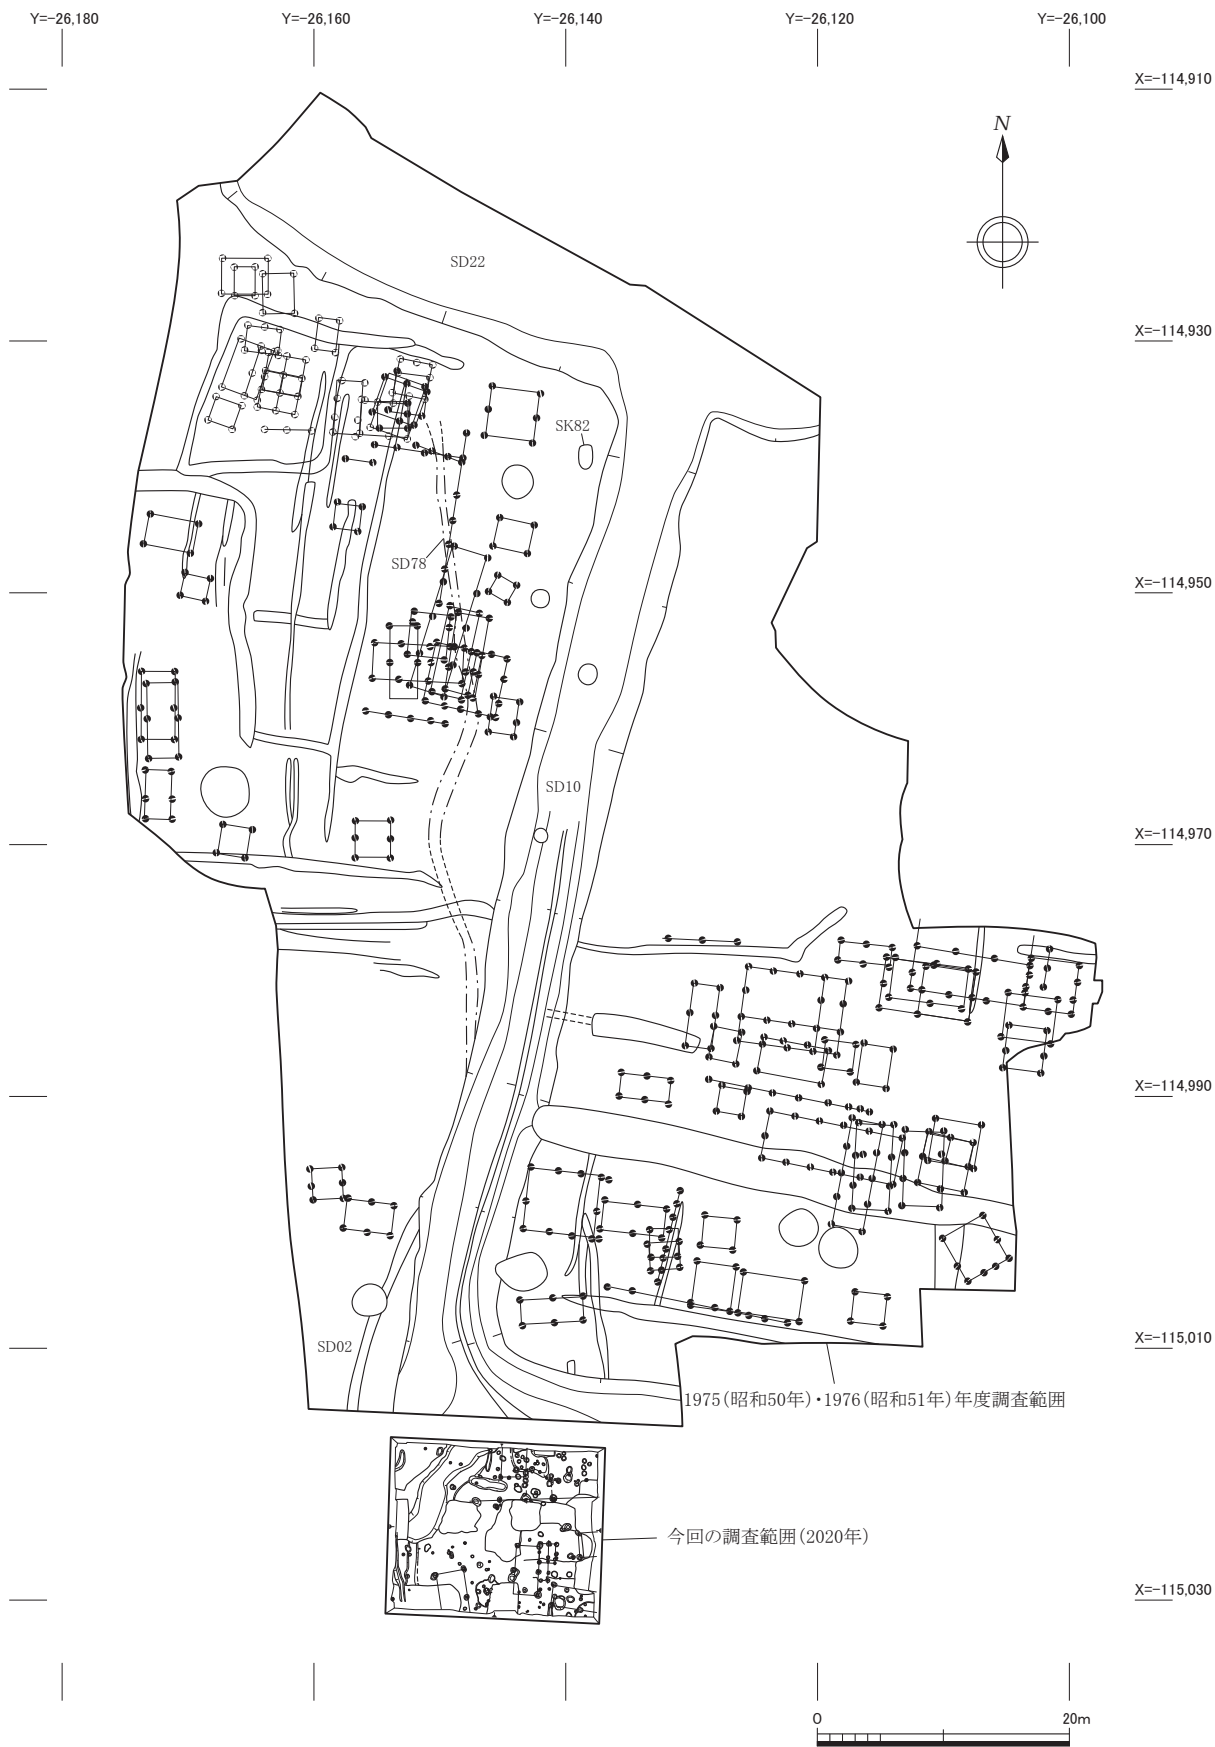 Y=-26,180
Y=-26,160
Y=-26,140
Y=-26,120
Y=-26,100
X=-114,910
N
SD22
X=-114,930
SK82
SD78
X=-114,950
SD10
X=-114,970
X=-114,990
SD02
X=-115,010
1975(昭和50年)・1976(昭和51年)年度調査範囲
今回の調査範囲(2020年)
X=-115,030
0
20m